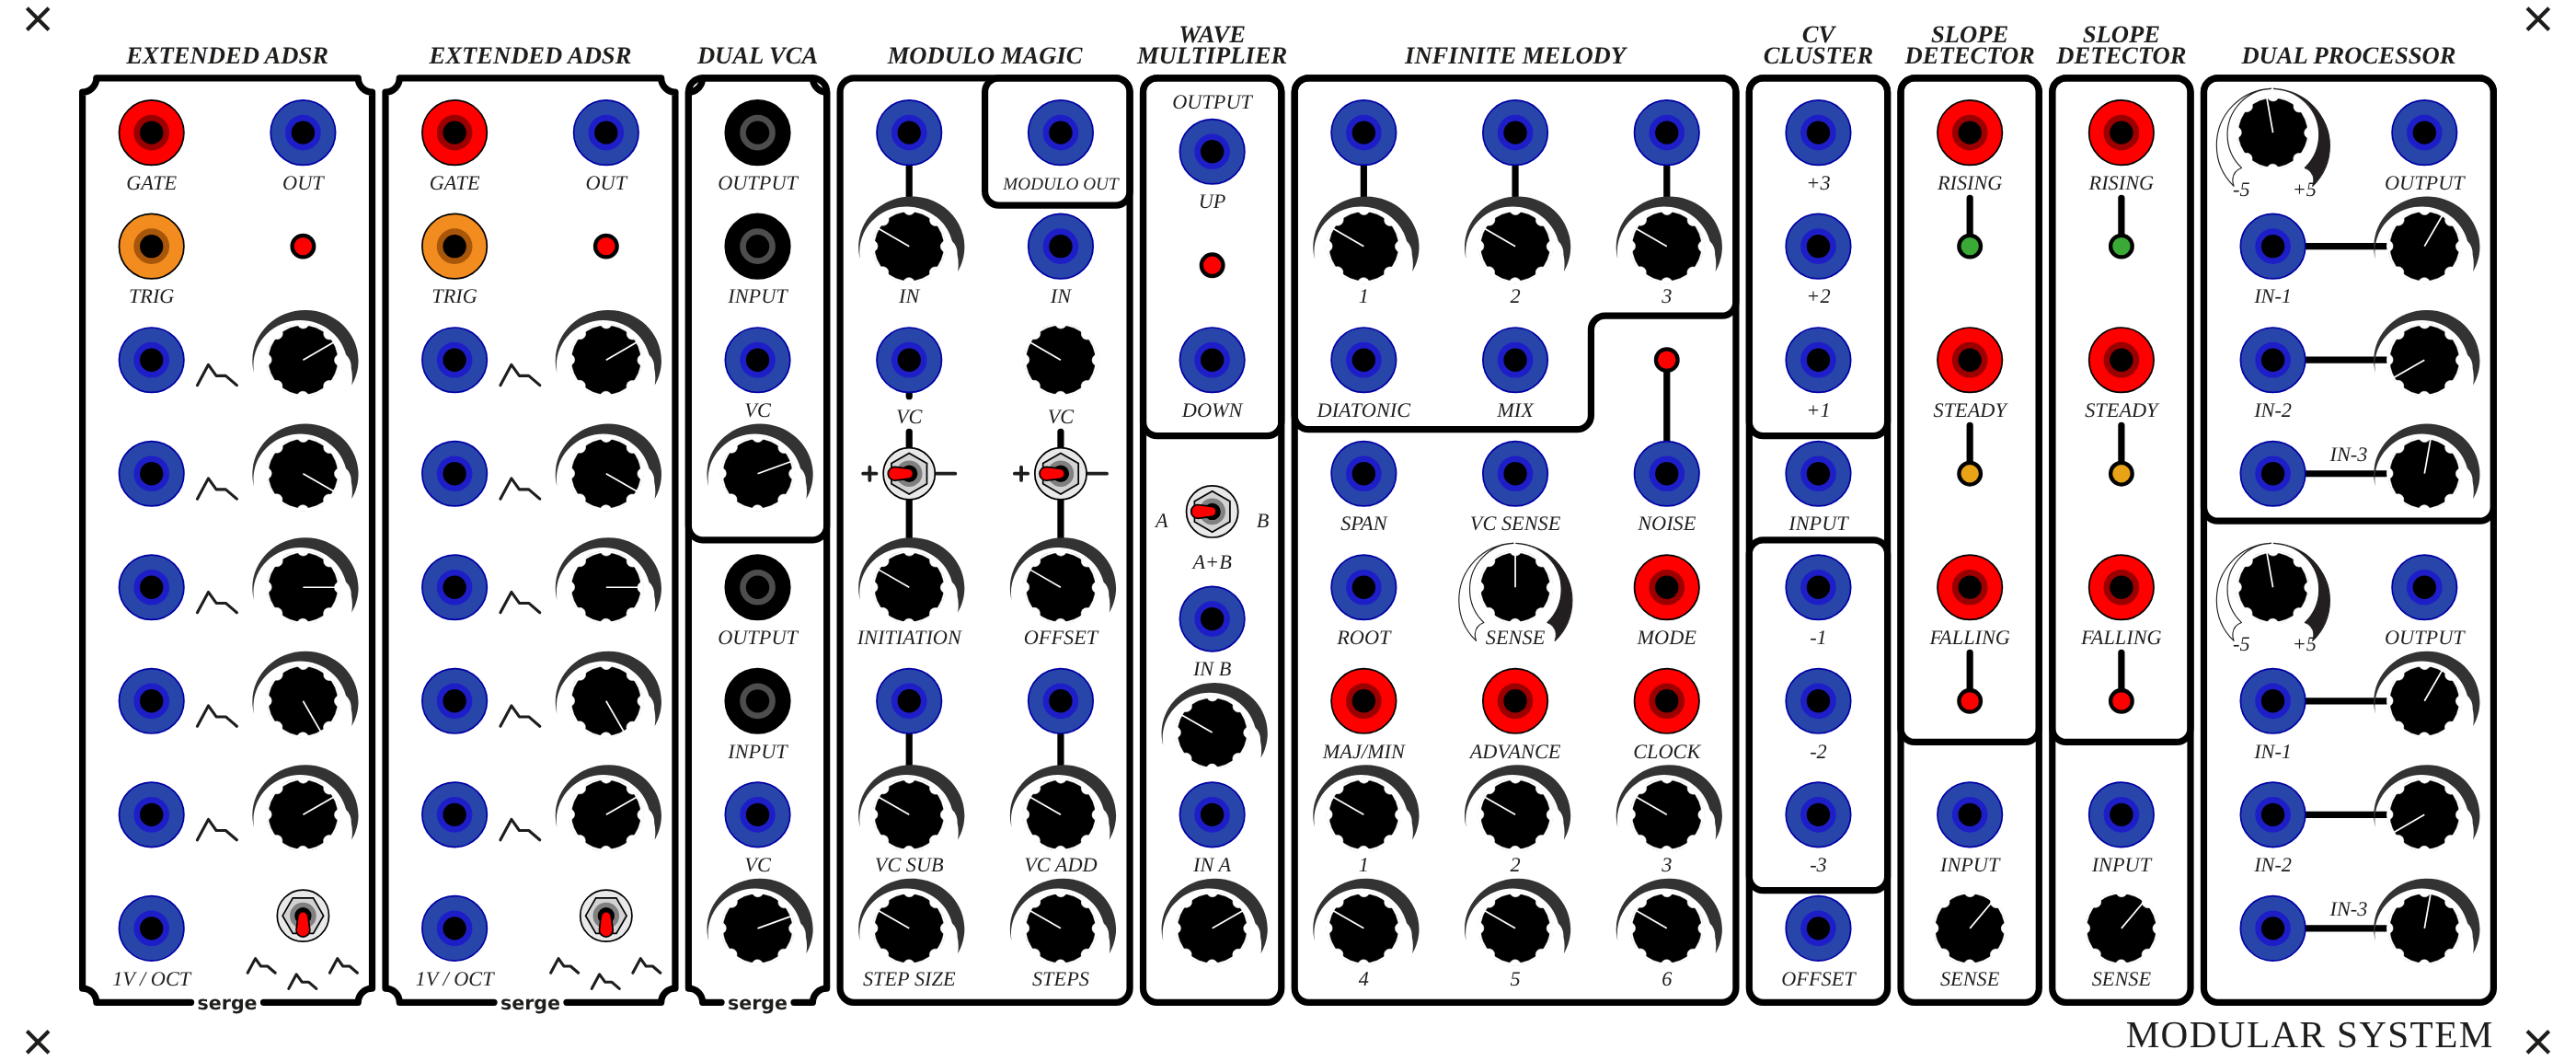 EXTENDED ADSR
GATE
OUT
TRIG
1V / OCT
serge
EXTENDED ADSR
GATE
OUT
TRIG
1V / OCT
serge
DUAL VCA
OUTPUT
INPUT
VC
OUTPUT
INPUT
VC
serge
MODULO MAGIC
MODULO OUT
IN
IN
VC
VC
+ —
+ —
INITIATION
OFFSET
VC SUB
VC ADD
STEP SIZE
STEPS
WAVE
MULTIPLIER
OUTPUT
UP
DOWN
A
B
A+B
IN B
IN A
INFINITE MELODY
1
2
3
DIATONIC
MIX
SPAN
VC SENSE
NOISE
ROOT
SENSE
MODE
MAJ/MIN
ADVANCE
CLOCK
1
2
3
4
5
6
CV
CLUSTER
+3
+2
+1
INPUT
-1
-2
-3
OFFSET
SLOPE
DETECTOR
RISING
STEADY
FALLING
INPUT
SENSE
SLOPE
DETECTOR
RISING
STEADY
FALLING
INPUT
SENSE
DUAL PROCESSOR
-5
+5
OUTPUT
IN-1
IN-2
IN-3
-5
+5
OUTPUT
IN-1
IN-2
IN-3
MODULAR SYSTEM